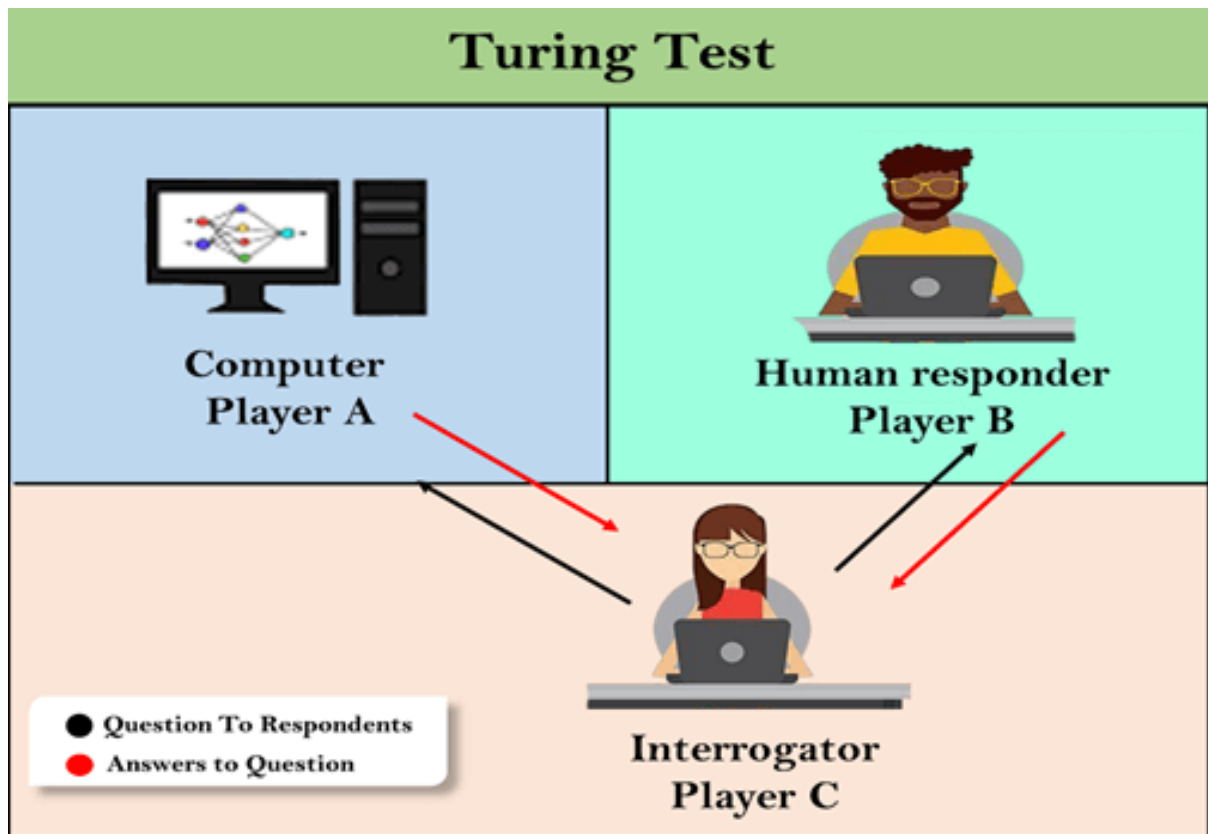 Turing Test
Computer
Player A
Human responder
Player B
Question To Respondents
Answers to Question
Interrogator
Player C